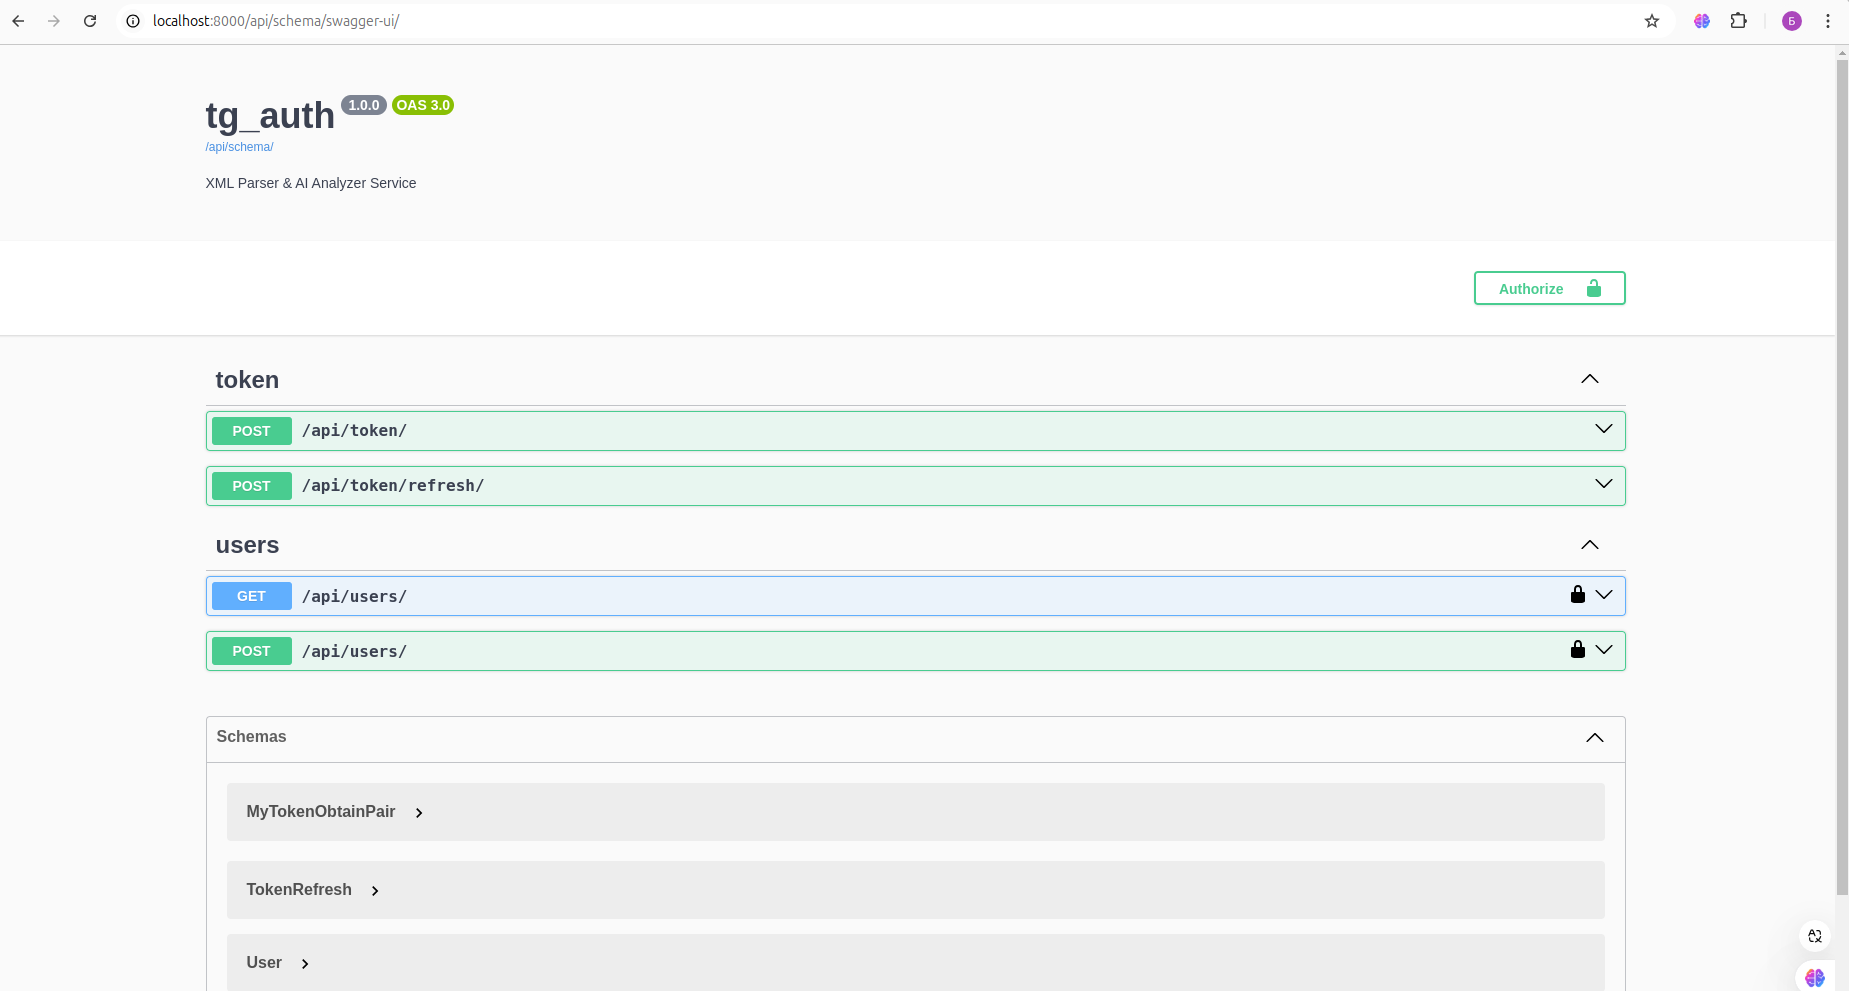 localhost:8000/api/schema/swagger-ui/
Б
tg_auth 1.0.0 OAS 3.0
/api/schema/
XML Parser & AI Analyzer Service
Authorize
token
POST /api/token/
POST /api/token/refresh/
users
GET /api/users/
POST /api/users/
Schemas
MyTokenObtainPair
TokenRefresh
User